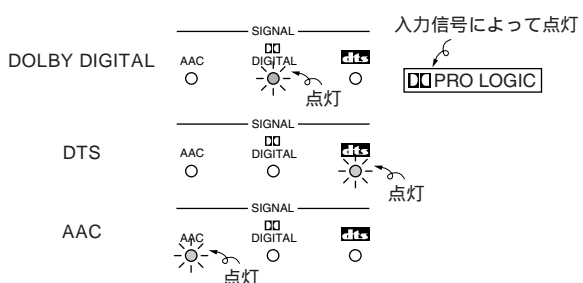 SIGNAL
入力信号によって点灯
DOLBY DIGITAL
AAC
DIGITAL
dts
点灯
PRO LOGIC
SIGNAL
DTS
AAC
DIGITAL
dts
点灯
SIGNAL
AAC
AAC
DIGITAL
dts
点灯